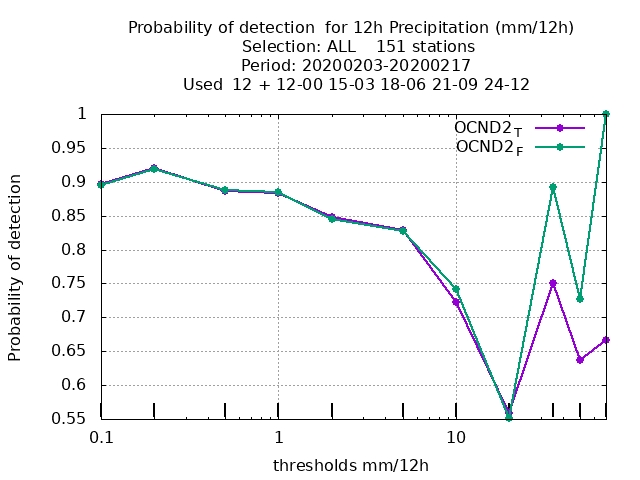 Probability of detection  for 12h Precipitation (mm/12h)
Selection: ALL    151 stations
Period: 20200203-20200217
Used  12 + 12-00 15-03 18-06 21-09 24-12
OCND2T
OCND2F
Probability of detection
1
0.95
0.9
0.85
0.8
0.75
0.7
0.65
0.6
0.55
0.1
1
10
thresholds mm/12h